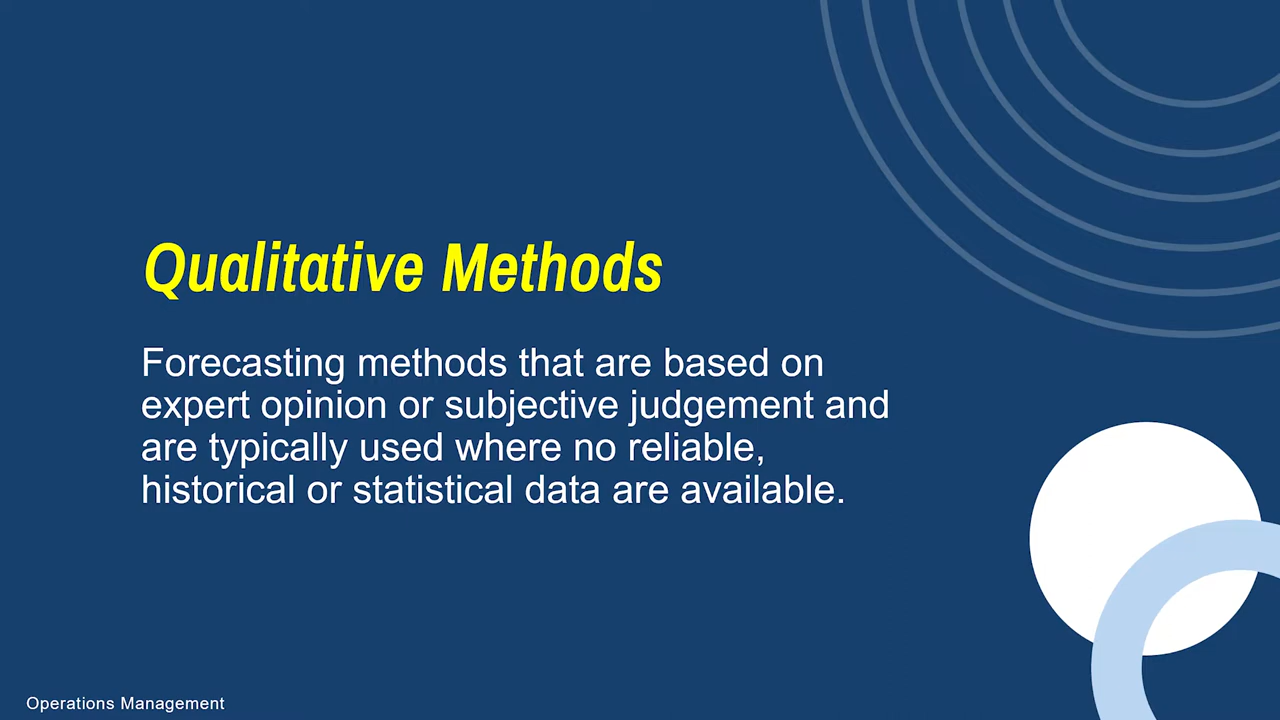 Qualitative Methods
Forecasting methods that are based on
expert opinion or subjective judgement and
are typically used where no reliable,
historical or statistical data are available.
Operations Management